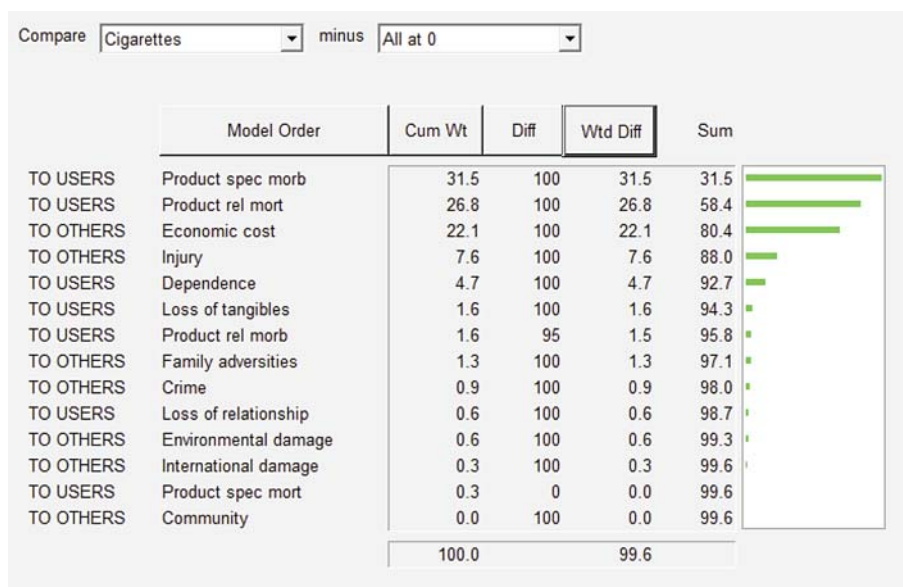 Compare Cigarettes minus All at 0
Model Order Cum Wt Diff Wtd Diff Sum
TO USERS Product spec morb 31.5 100 31.5 31.5
TO USERS Product rel mort 26.8 100 26.8 58.4
TO OTHERS Economic cost 22.1 100 22.1 80.4
TO OTHERS Injury 7.6 100 7.6 88.0
TO USERS Dependence 4.7 100 4.7 92.7
TO USERS Loss of tangibles 1.6 100 1.6 94.3
TO USERS Product rel morb 1.6 95 1.5 95.8
TO OTHERS Family adversities 1.3 100 1.3 97.1
TO OTHERS Crime 0.9 100 0.9 98.0
TO USERS Loss of relationship 0.6 100 0.6 98.7
TO OTHERS Environmental damage 0.6 100 0.6 99.3
TO OTHERS International damage 0.3 100 0.3 99.6
TO USERS Product spec mort 0.3 0 0.0 99.6
TO OTHERS Community 0.0 100 0.0 99.6
100.0 99.6